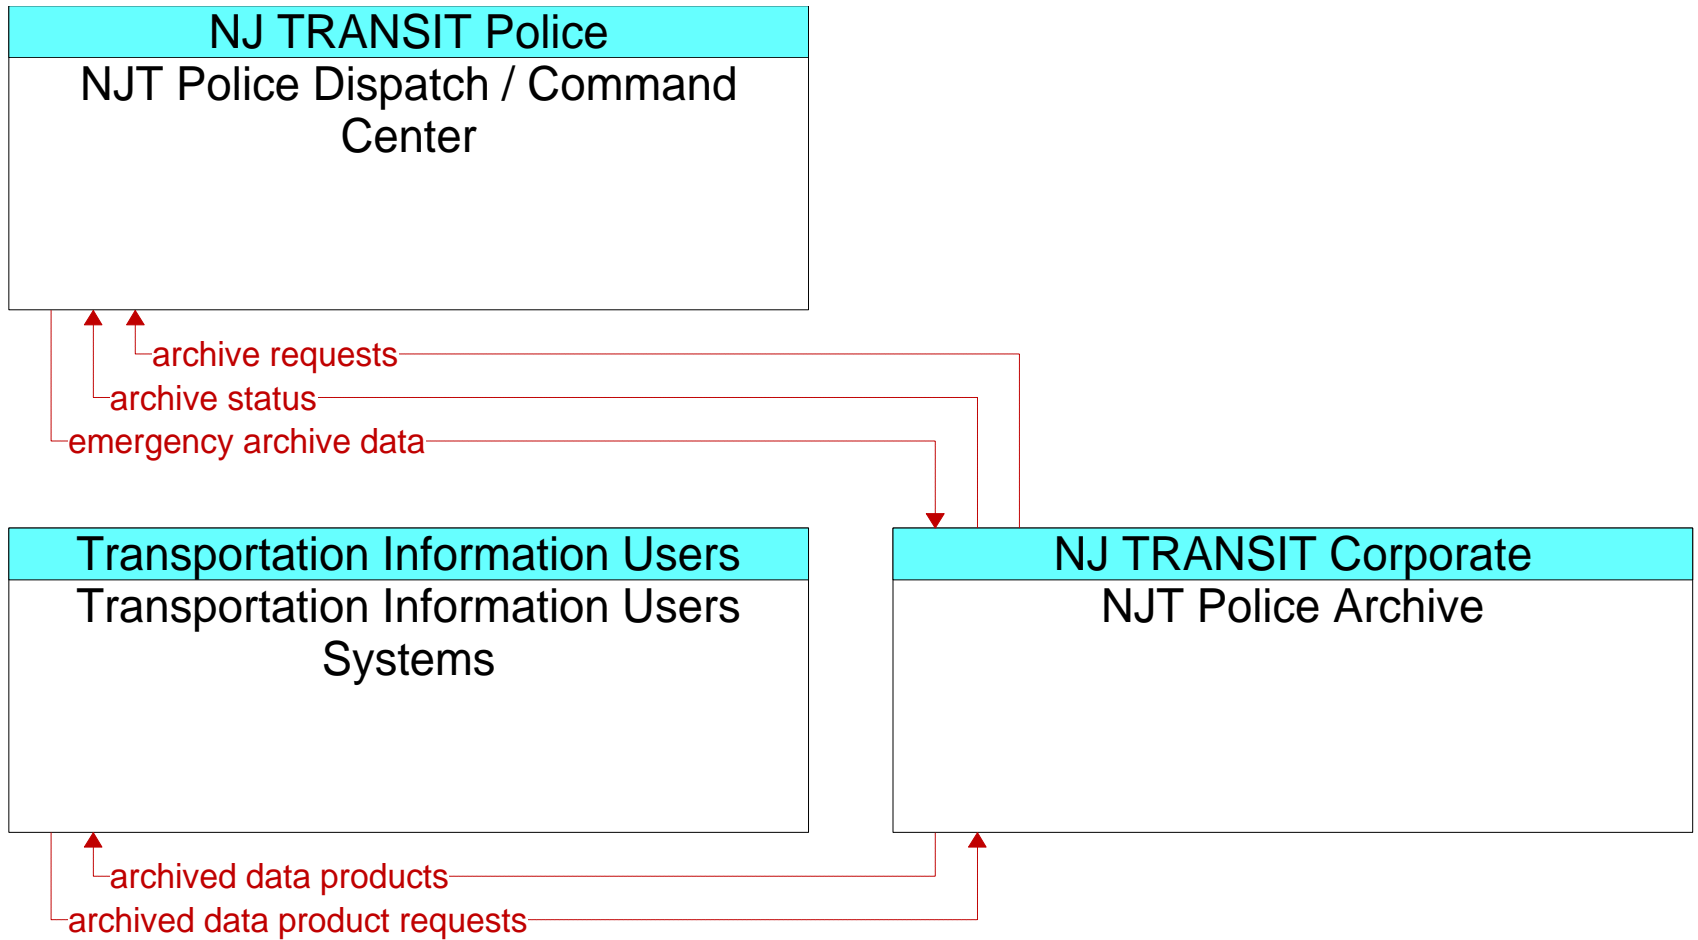 NJ TRANSIT Police
NJT Police Dispatch / Command
Center
archive requests
archive status
emergency archive data
Transportation Information Users
Transportation Information Users
Systems
NJ TRANSIT Corporate
NJT Police Archive
archived data products
archived data product requests